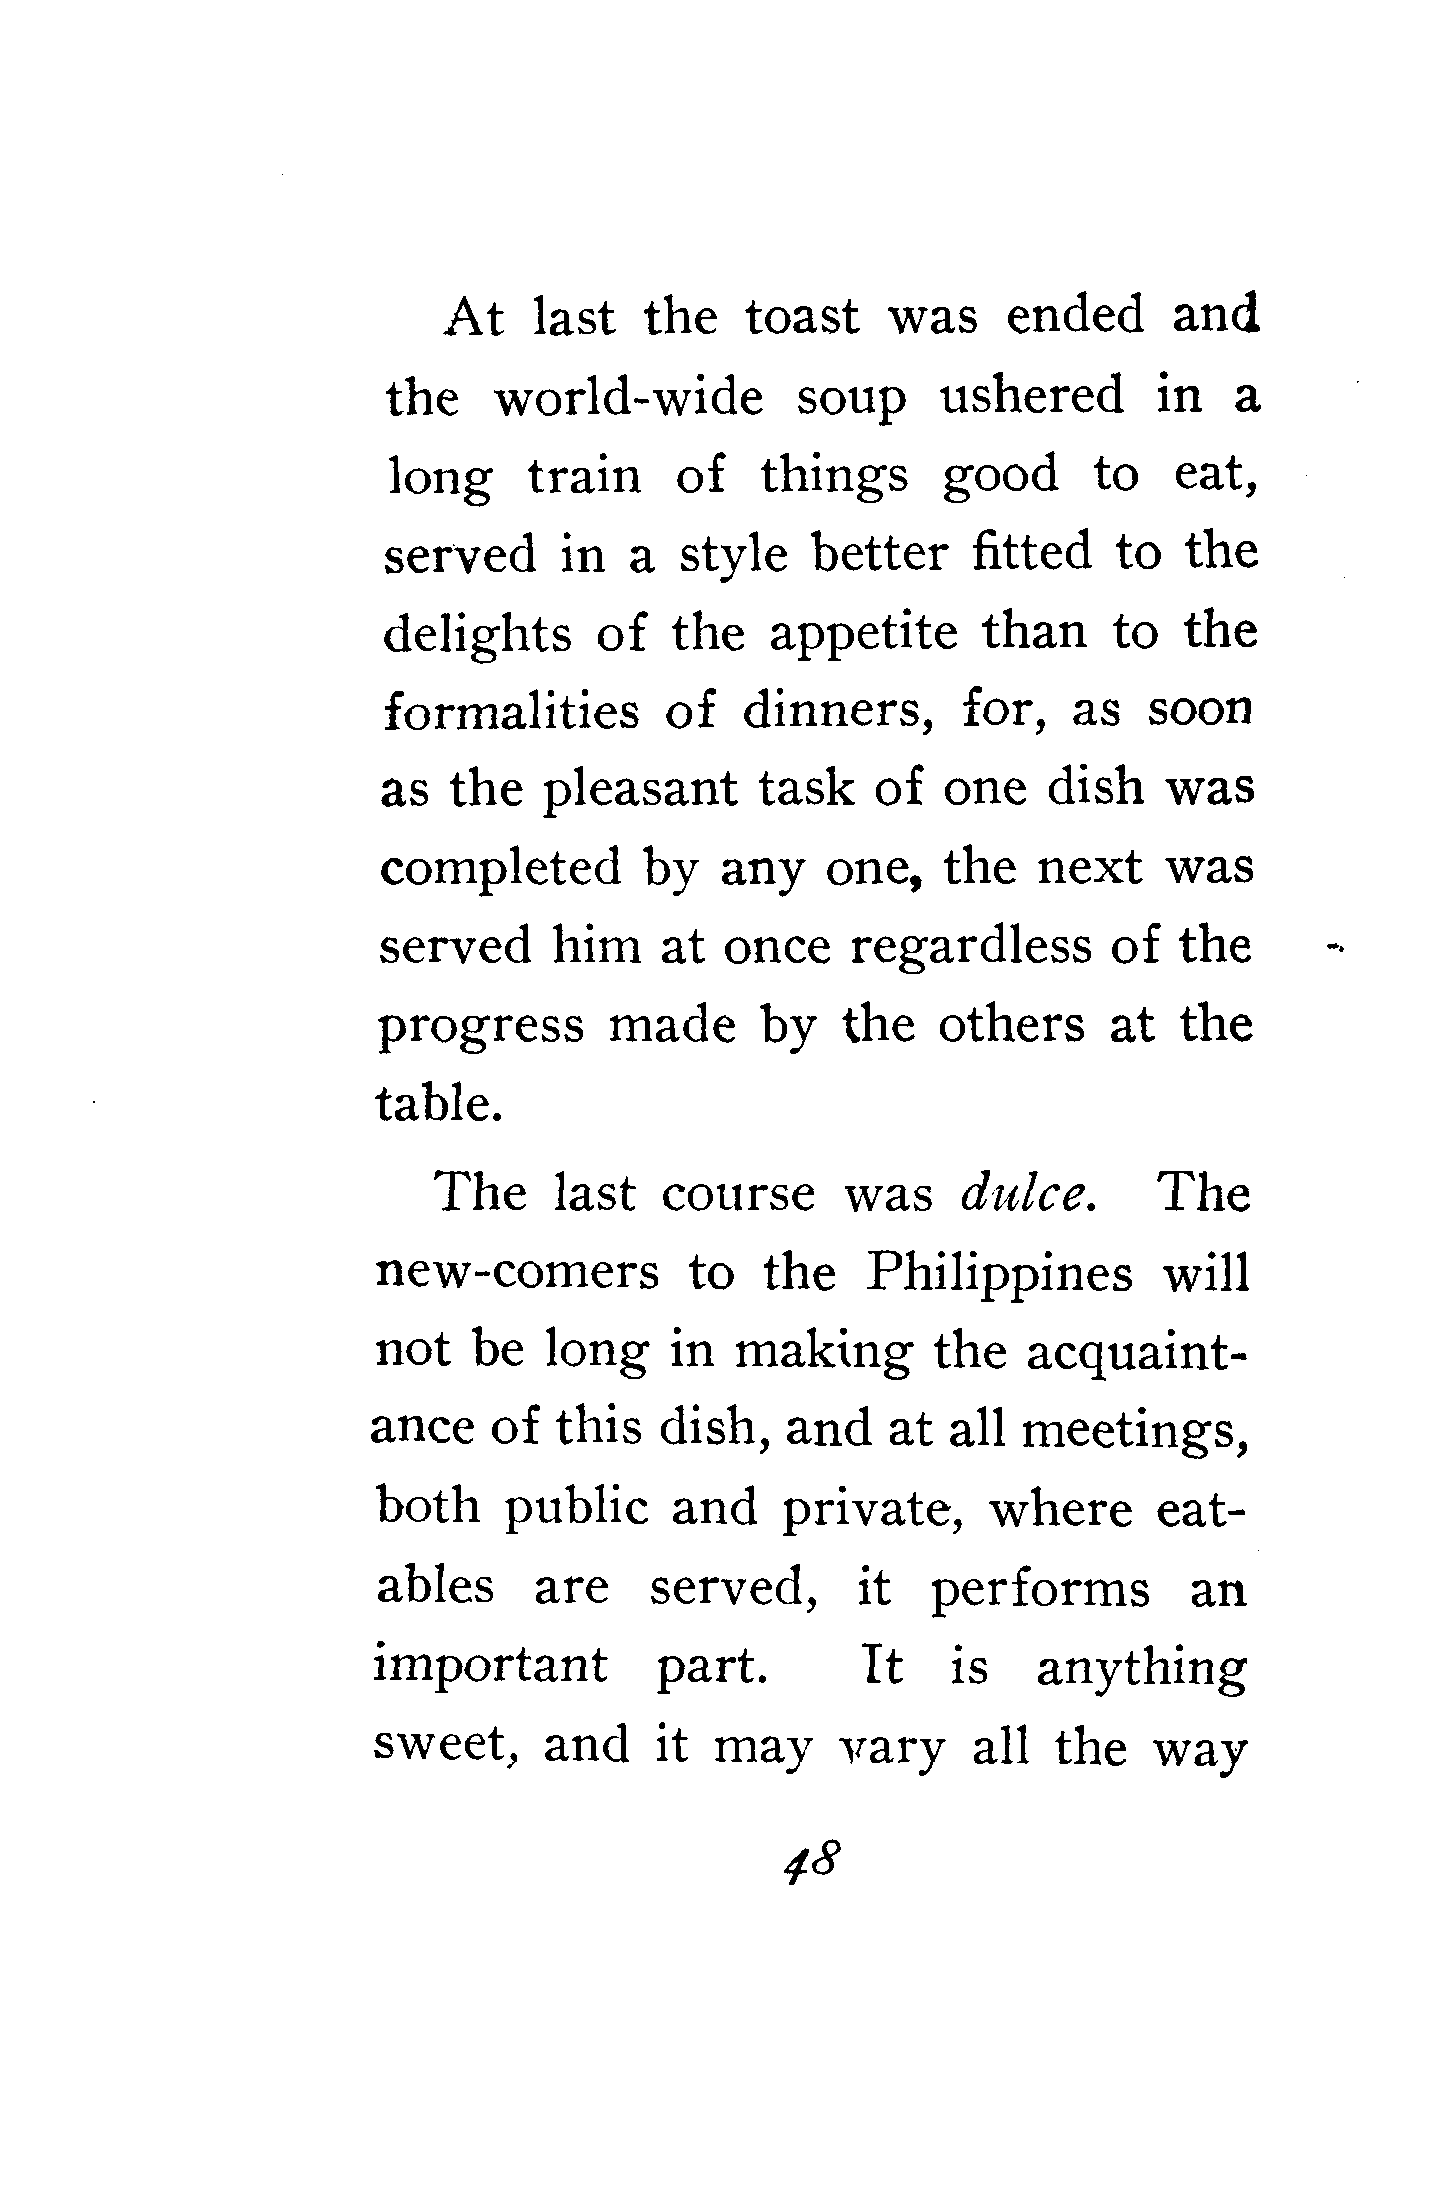 At last the toast was ended and
the world-wide soup ushered in a
long train of things good to eat,
served in a style better fitted to the
delights of the appetite than to the
formalities of dinners, for, as soon
as the pleasant task of one dish was
completed by any one, the next was
served him at once regardless of the
progress made by the others at the
table.
The last course was dulce. The
new-comers to the Philippines will
not be long in making the acquaint-
ance of this dish, and at all meetings,
both public and private, where eat-
ables are served, it performs an
important part. It is anything
sweet, and it may vary all the way
48